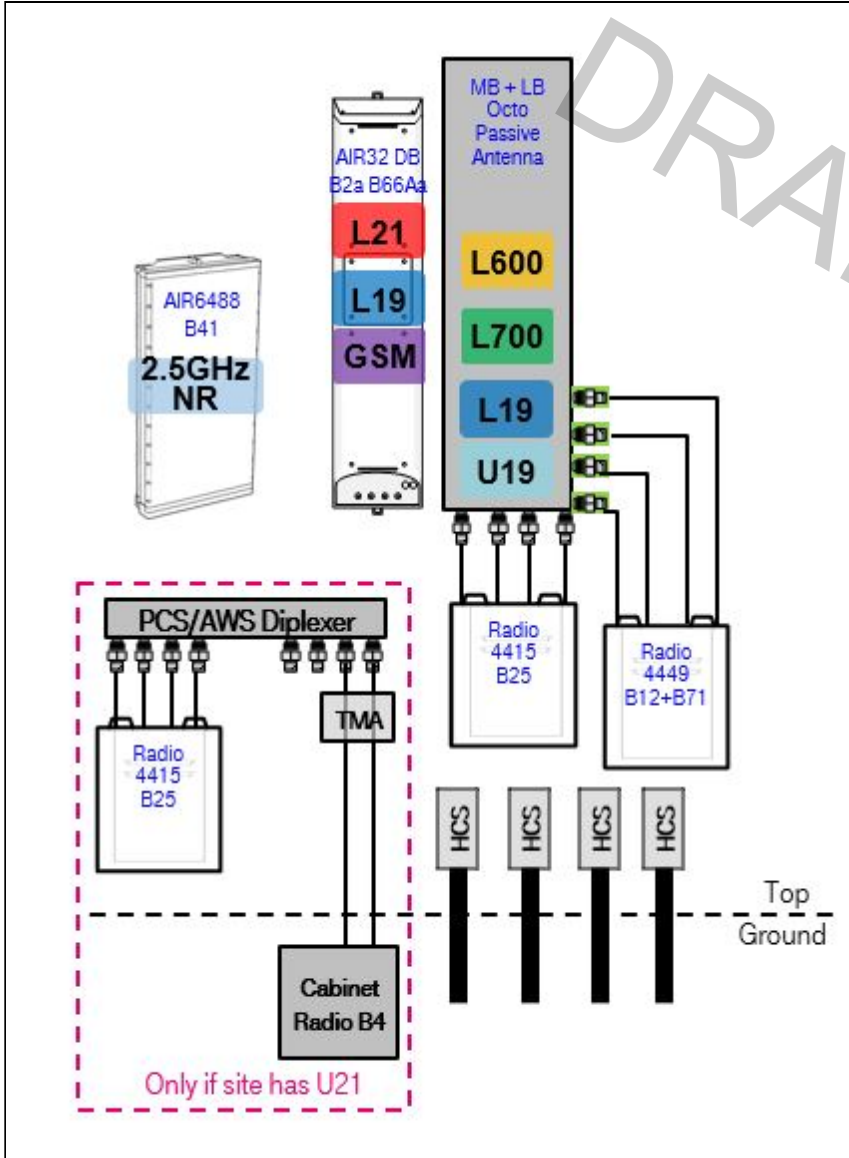 MB + LB
Octo
Passive
Antenna
AIR32 DB
B2a B66Aa
L21
L19
GSM
L600
L700
L19
U19
AIR6488
B41
2.5GHz
NR
PCS/AWS Diplexer
TMA
Radio
4415
B25
Radio
4415
B25
Radio
4449
B12+B71
HCS
HCS
HCS
HCS
Top
Ground
Cabinet
Radio B4
Only if site has U21